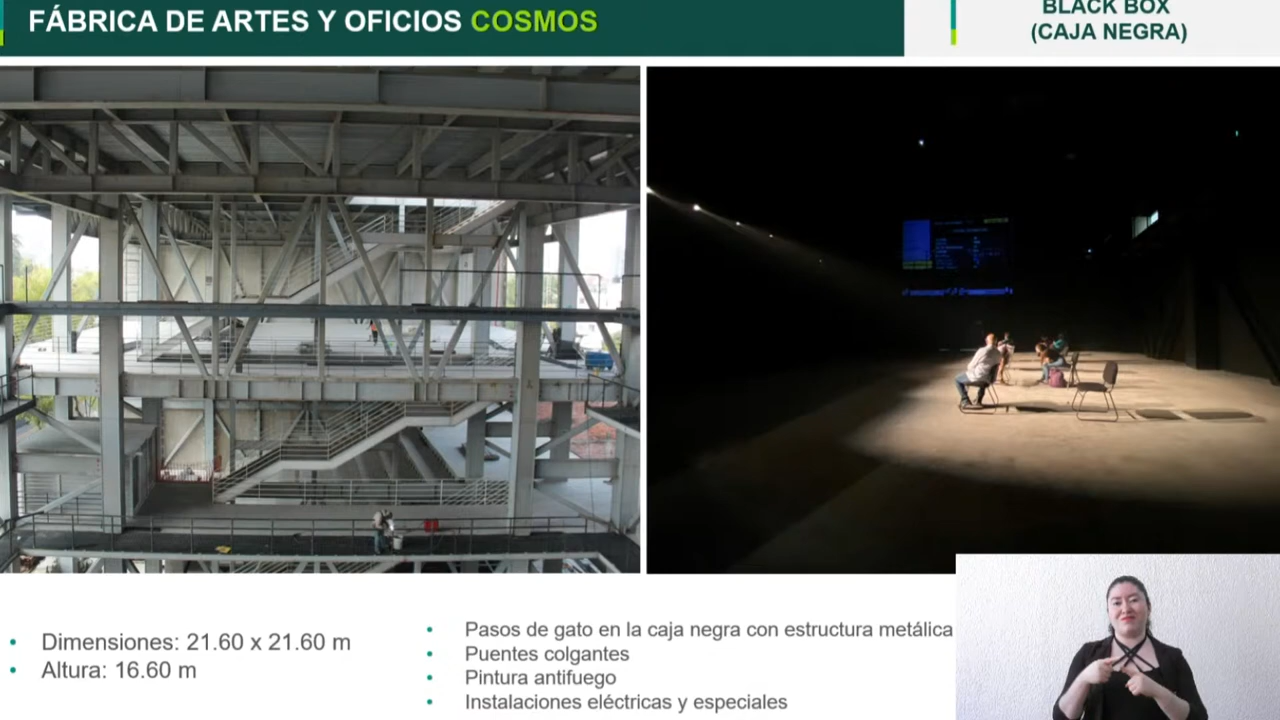 FÁBRICA DE ARTES Y OFICIOS COSMOS
BLACK BOX
(CAJA NEGRA)
• Dimensiones: 21.60 x 21.60 m
• Altura: 16.60 m
• Pasos de gato en la caja negra con estructura metálica
• Puentes colgantes
• Pintura antifuego
• Instalaciones eléctricas y especiales